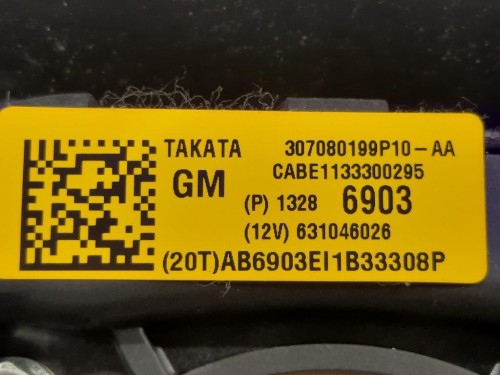 TAKATA 307080199P10-AA
CABE1133300295
GM (P) 1328 6903
(12V) 631046026
(20T)AB6903EI1B33308P